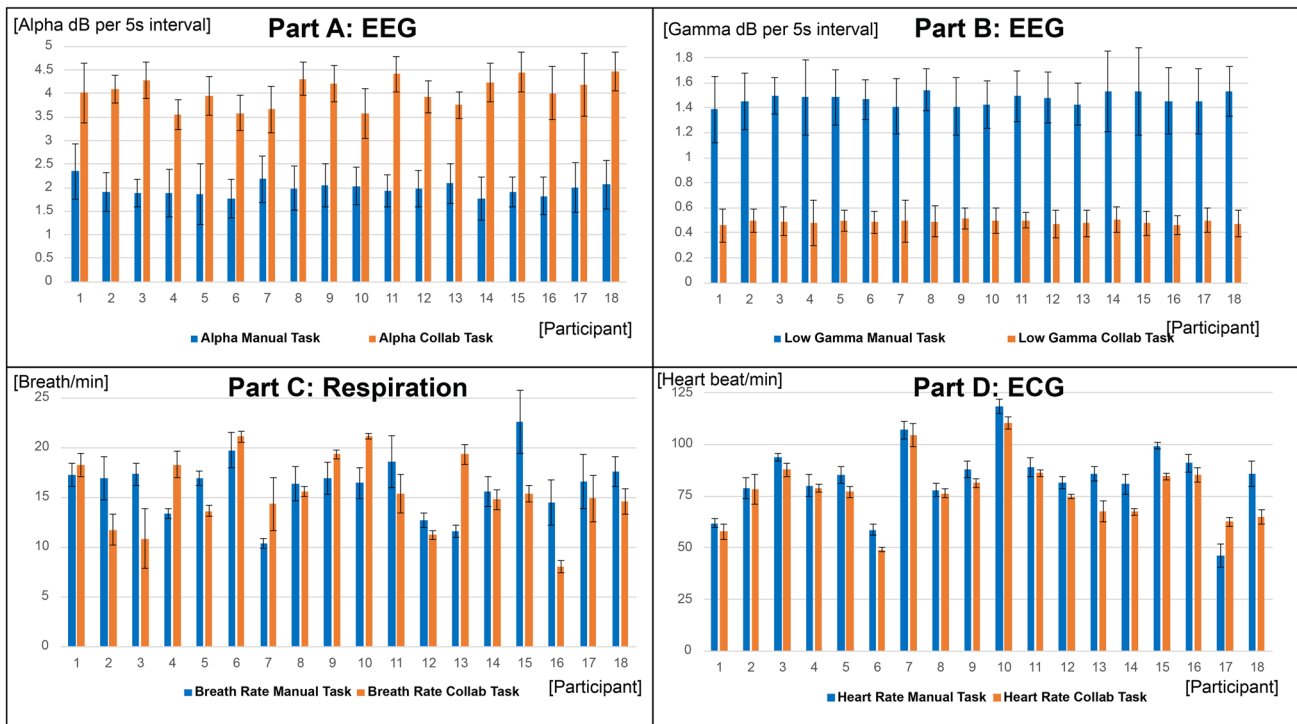 [Alpha dB per 5s interval]
Part A: EEG
5
4.5
4
3.5
3
2.5
2
1.5
1
0.5
0
1 2 3 4 5 6 7 8 9 10 11 12 13 14 15 16 17 18
[Participant]
Alpha Manual Task Alpha Collab Task
[Gamma dB per 5s interval]
Part B: EEG
1.8
1.6
1.4
1.2
1
0.8
0.6
0.4
0.2
0
1 2 3 4 5 6 7 8 9 10 11 12 13 14 15 16 17 18
[Participant]
Low Gamma Manual Task Low Gamma Collab Task
[Breath/min]
Part C: Respiration
25
20
15
10
5
0
1 2 3 4 5 6 7 8 9 10 11 12 13 14 15 16 17 18
Breath Rate Manual Task Breath Rate Collab Task [Participant]
[Heart beat/min]
Part D: ECG
125
100
75
50
25
0
1 2 3 4 5 6 7 8 9 10 11 12 13 14 15 16 17 18
Heart Rate Manual Task Heart Rate Collab Task [Participant]